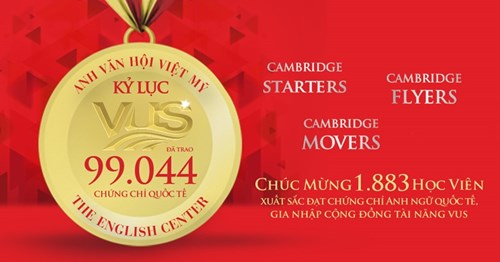 ANH VĂN HỘI VIỆT MỸ
KỶ LỤC
VUS
ĐÃ TRAO
99.044
CHỨNG CHỈ QUỐC TẾ
THE ENGLISH CENTER
CAMBRIDGE
STARTERS
CAMBRIDGE
FLYERS
CAMBRIDGE
MOVERS
CHÚC MỪNG 1.883 HỌC VIÊN
XUẤT SẮC ĐẠT CHỨNG CHỈ ANH NGỮ QUỐC TẾ,
GIA NHẬP CỘNG ĐỒNG TÀI NĂNG VUS